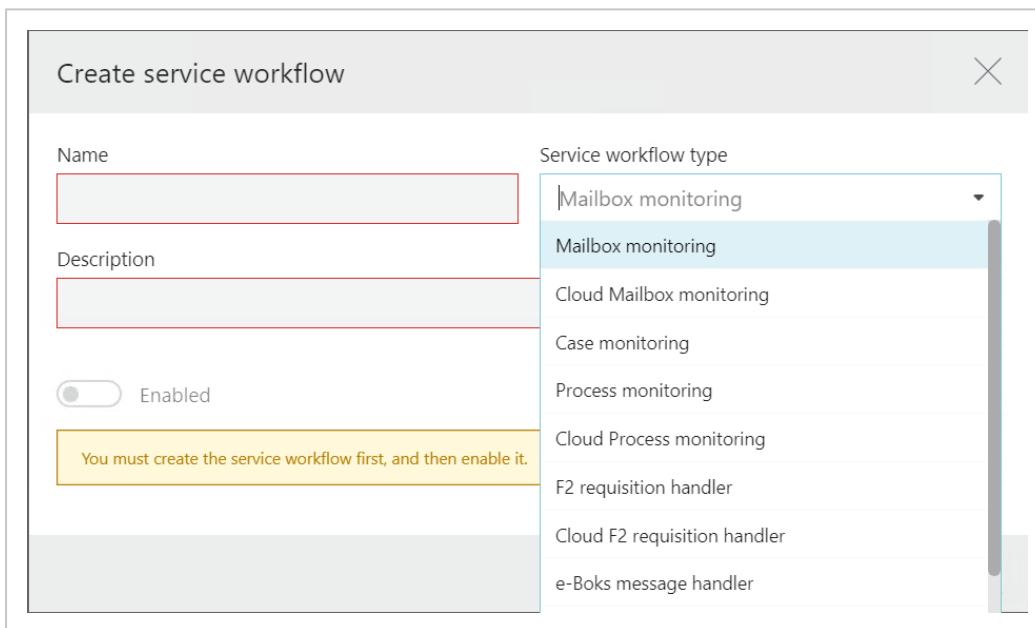 Create service workflow
Name
Service workflow type
Mailbox monitoring
Mailbox monitoring
Description
Cloud Mailbox monitoring
Case monitoring
Enabled
Process monitoring
You must create the service workflow first, and then enable it.
Cloud Process monitoring
F2 requisition handler
Cloud F2 requisition handler
e-Boks message handler